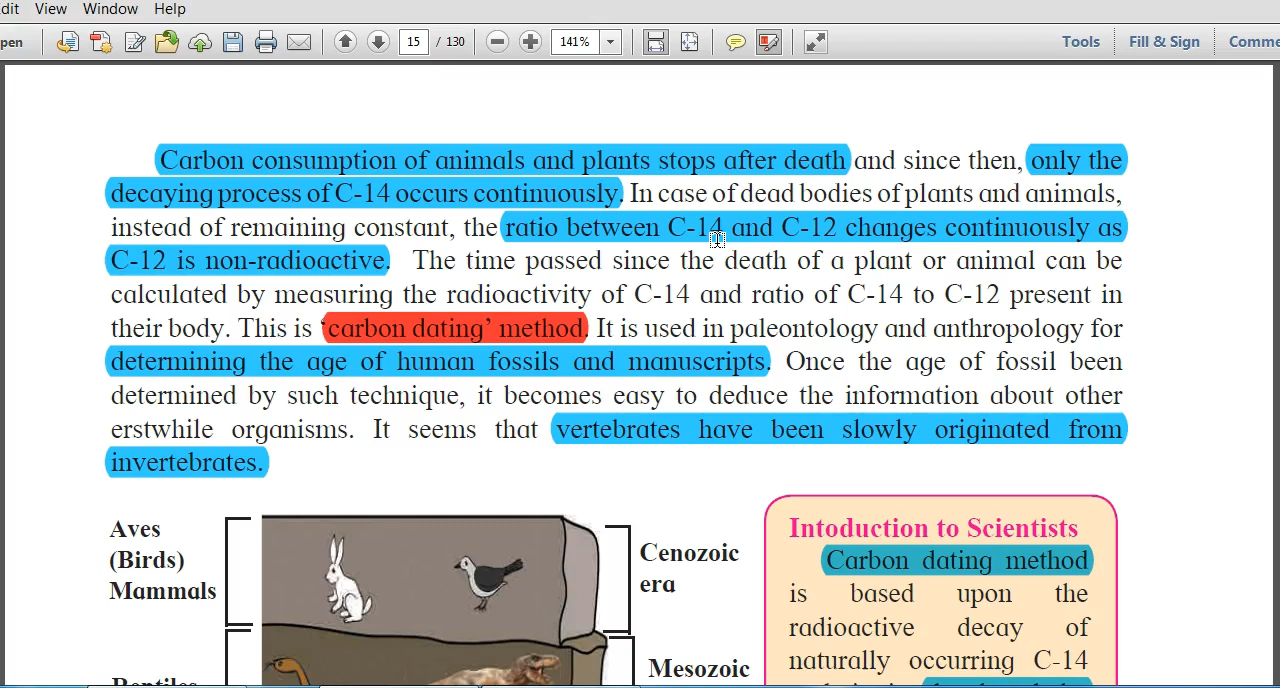 dit View Window Help
pen 15 / 130 141% Tools Fill & Sign Comme
Carbon consumption of animals and plants stops after death and since then, only the
decaying process of C-14 occurs continuously. In case of dead bodies of plants and animals,
instead of remaining constant, the ratio between C-14 and C-12 changes continuously as
C-12 is non-radioactive. The time passed since the death of a plant or animal can be
calculated by measuring the radioactivity of C-14 and ratio of C-14 to C-12 present in
their body. This is ‘carbon dating’ method. It is used in paleontology and anthropology for
determining the age of human fossils and manuscripts. Once the age of fossil been
determined by such technique, it becomes easy to deduce the information about other
erstwhile organisms. It seems that vertebrates have been slowly originated from
invertebrates.
Aves
(Birds)
Mammals
Cenozoic
era
Mesozoic
Reptiles
Intoduction to Scientists
Carbon dating method
is based upon the
radioactive decay of
naturally occurring C-14